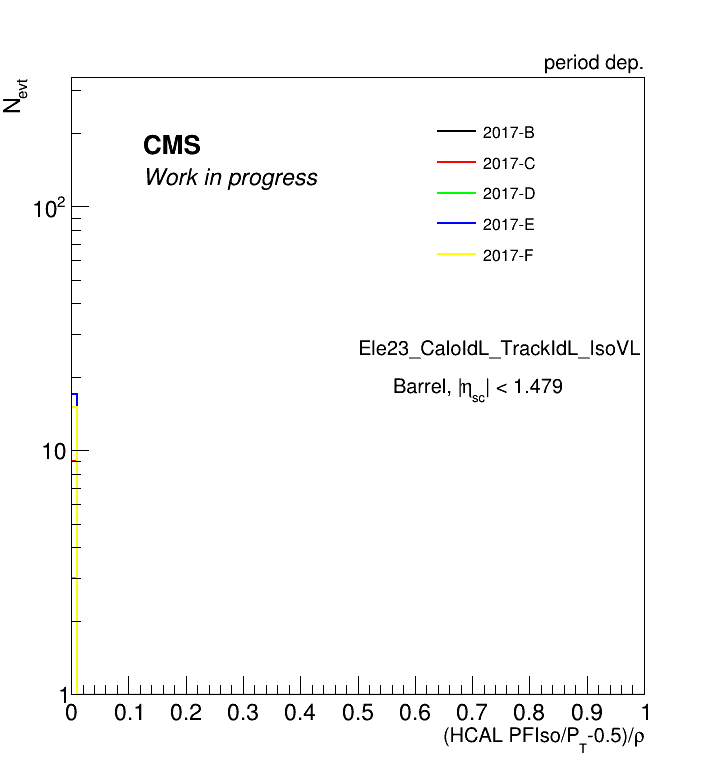 period dep.
N_evt
CMS
Work in progress
2017-B
2017-C
2017-D
2017-E
2017-F
Ele23_CaloIdL_TrackIdL_IsoVL
Barrel, |η_sc| < 1.479
10²
10
1
0 0.1 0.2 0.3 0.4 0.5 0.6 0.7 0.8 0.9 1
(HCAL PFIso/P_T-0.5)/ρ